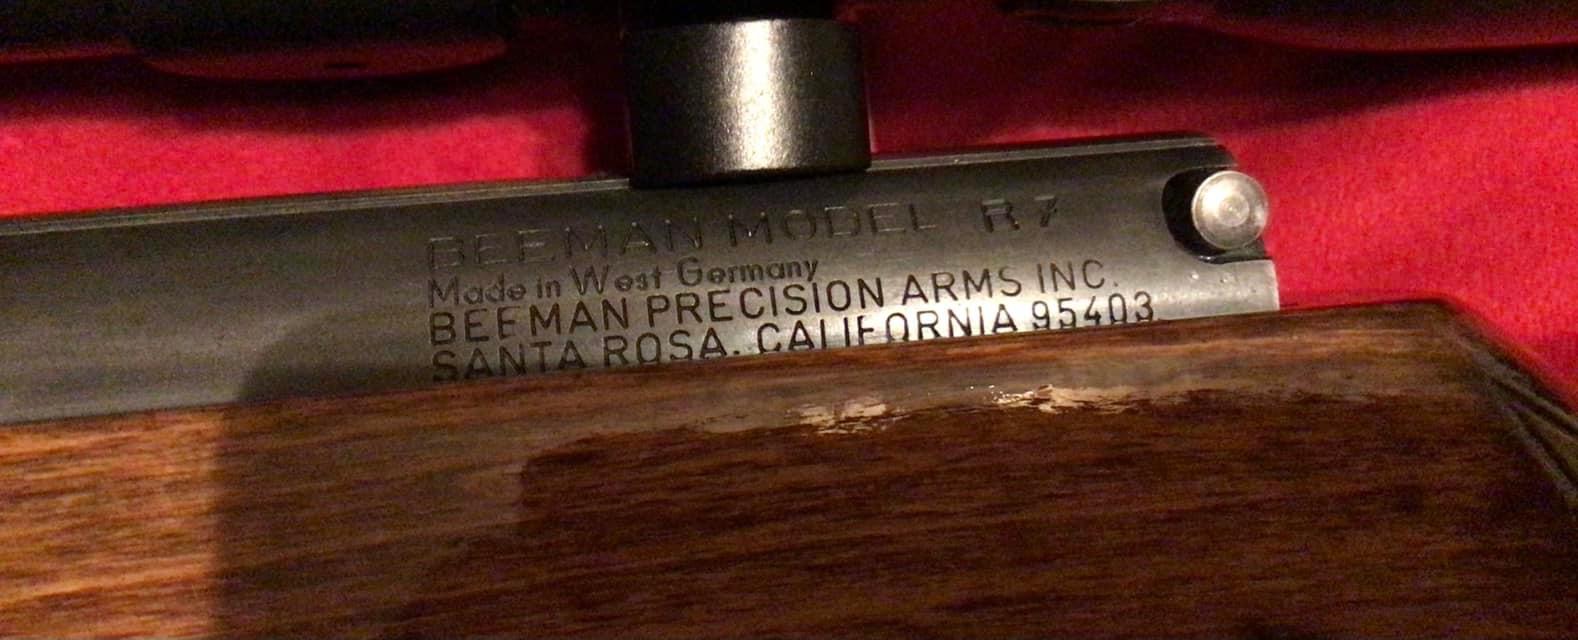 BEEMAN MODEL R7
Made in West Germany
BEEMAN PRECISION ARMS INC.
SANTA ROSA, CALIFORNIA 95403